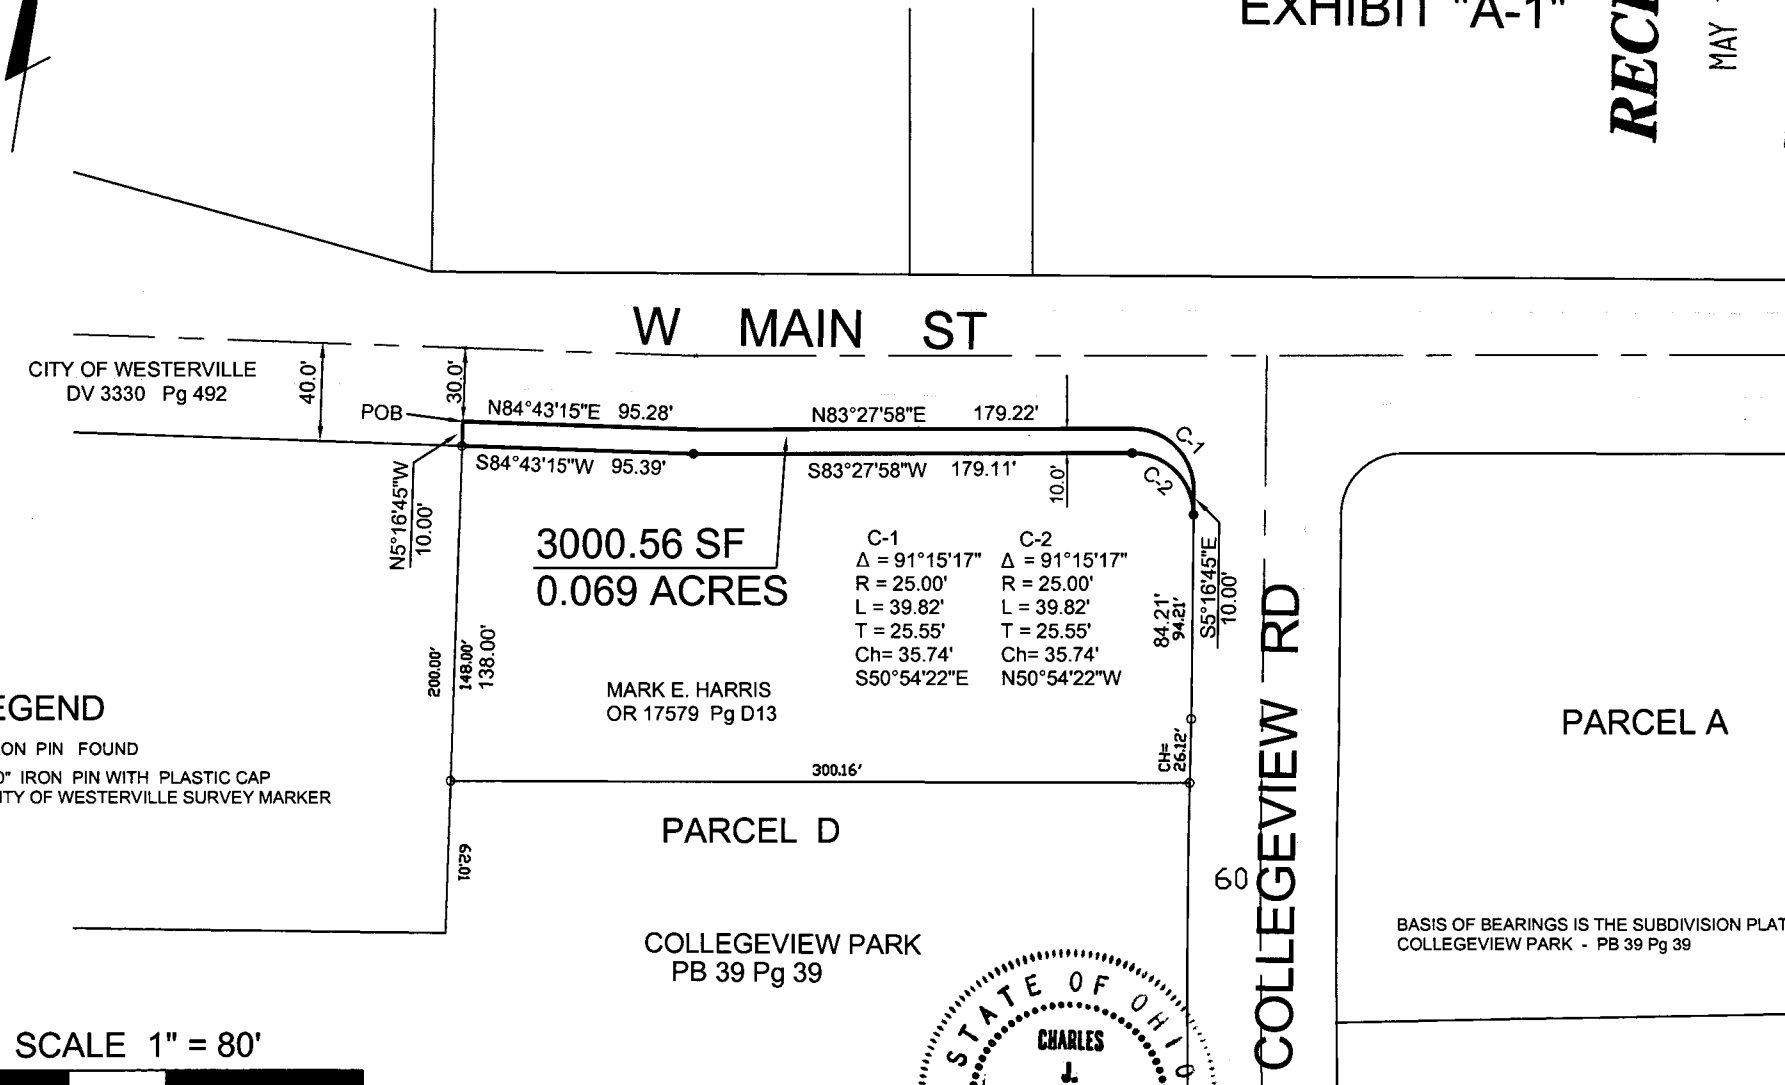 EXHIBIT "A-1"
MAY
W MAIN ST
CITY OF WESTERVILLE
DV 3330 Pg 492
40.0'
30.0'
POB
N84°43'15"E 95.28'
N83°27'58"E 179.22'
C-1
S84°43'15"W 95.39'
S83°27'58"W 179.11'
C-2
10.0'
N5°16'45"W
10.00'
3000.56 SF
0.069 ACRES
C-1
Δ = 91°15'17"
R = 25.00'
L = 39.82'
T = 25.55'
Ch= 35.74'
S50°54'22"E
C-2
Δ = 91°15'17"
R = 25.00'
L = 39.82'
T = 25.55'
Ch= 35.74'
N50°54'22"W
S5°16'45"E
10.00'
84.21'
94.21'
200.00'
148.00'
138.00'
MARK E. HARRIS
OR 17579 Pg D13
CH=
26.12'
300.16'
PARCEL D
62.01
COLLEGEVIEW PARK
PB 39 Pg 39
60
COLLEGEVIEW RD
PARCEL A
BASIS OF BEARINGS IS THE SUBDIVISION PLAT
COLLEGEVIEW PARK - PB 39 Pg 39
PIN FOUND
IRON PIN WITH PLASTIC CAP
OF WESTERVILLE SURVEY MARKER
SCALE 1" = 80'
STATE OF OHIO
CHARLES
J.